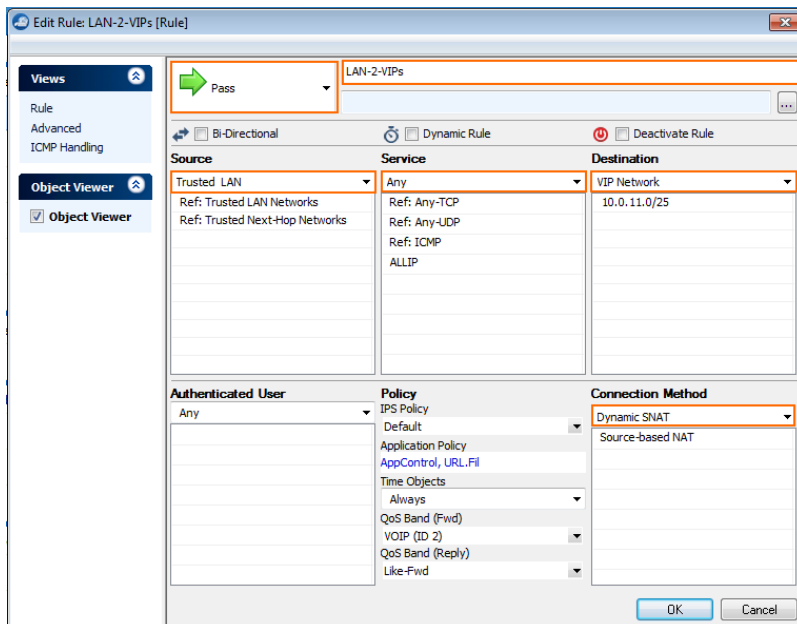 Edit Rule: LAN-2-VIPs [Rule]
Views
Rule
Advanced
ICMP Handling
Object Viewer
Object Viewer
Pass
LAN-2-VIPs
...
Bi-Directional
Dynamic Rule
Deactivate Rule
Source
Trusted LAN
Ref: Trusted LAN Networks
Ref: Trusted Next-Hop Networks
Service
Any
Ref: Any-TCP
Ref: Any-UDP
Ref: ICMP
ALLIP
Destination
VIP Network
10.0.11.0/25
Authenticated User
Any
Policy
IPS Policy
Default
Application Policy
AppControl, URL.Fil
Time Objects
Always
QoS Band (Fwd)
VOIP (ID 2)
QoS Band (Reply)
Like-Fwd
Connection Method
Dynamic SNAT
Source-based NAT
OK
Cancel